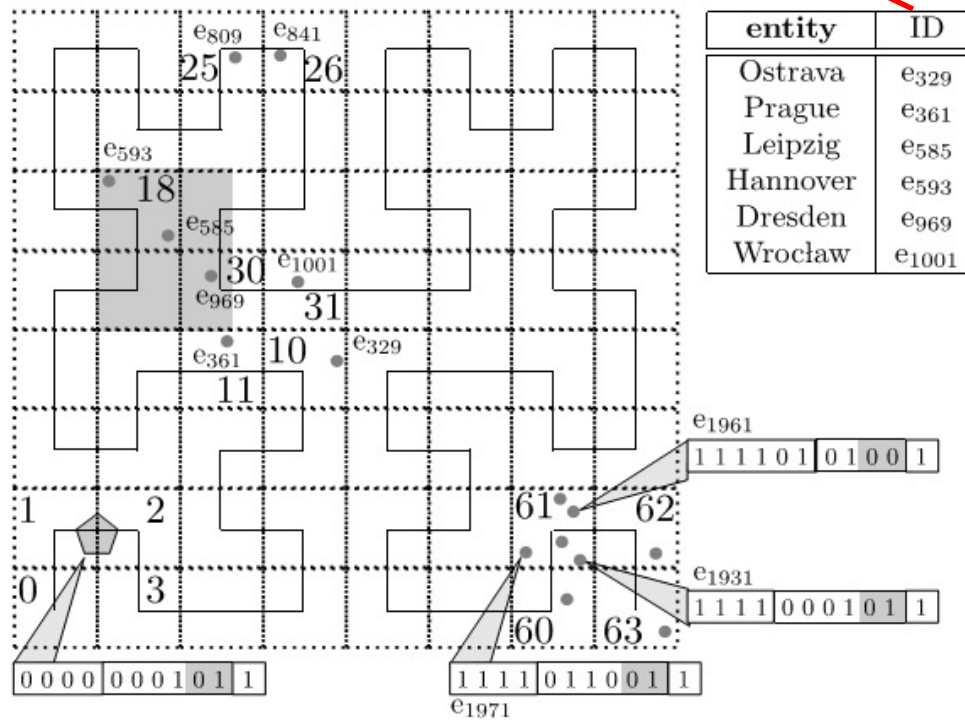 e809 e841
25 26
e593
18
e585
30 e1001
e969 31
e361 10 e329
11
1 2
0 3
61 62
60 63
entity ID
Ostrava e329
Prague e361
Leipzig e585
Hannover e593
Dresden e969
Wrocław e1001
e1961
1 1 1 1 0 1 0 1 0 0 1
e1931
1 1 1 1 0 0 0 1 0 1 1
0 0 0 0 0 0 0 1 0 1 1
1 1 1 1 0 1 1 0 0 1 1
e1971